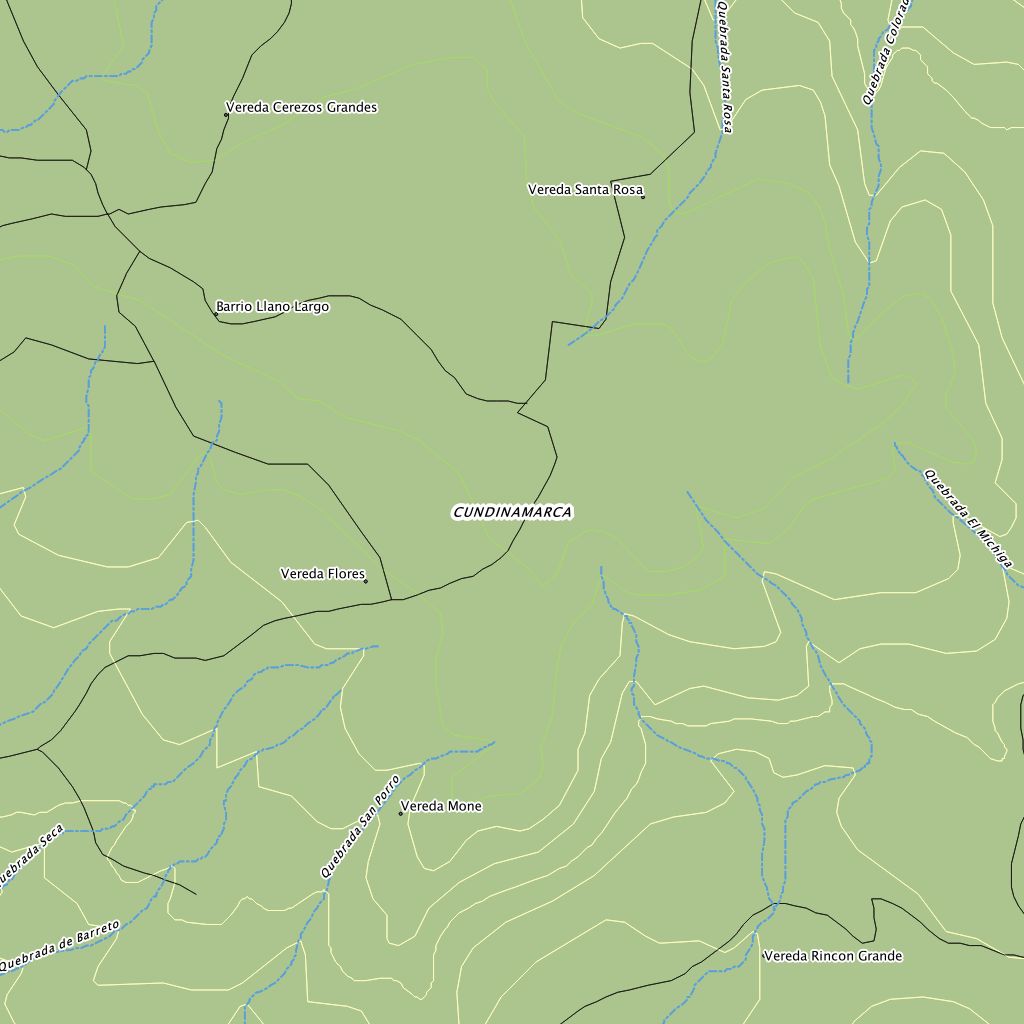 Quebrada Santa Rosa
Quebrada Colorad
Vereda Cerezos Grandes
Vereda Santa Rosa
Barrio Llano Largo
CUNDINAMARCA
Quebrada El Michiga
Vereda Flores
Vereda Mone
Quebrada San Porro
uebrada Seca
Quebrada de Barreto
Vereda Rincon Grande